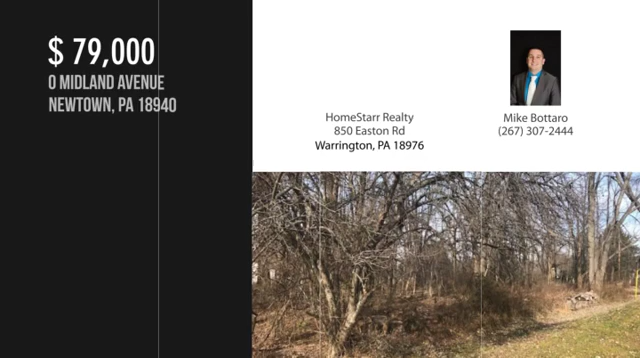 $ 79,000
0 MIDLAND AVENUE
NEWTOWN, PA 18940
HomeStarr Realty
850 Easton Rd
Warrington, PA 18976
Mike Bottaro
(267) 307-2444